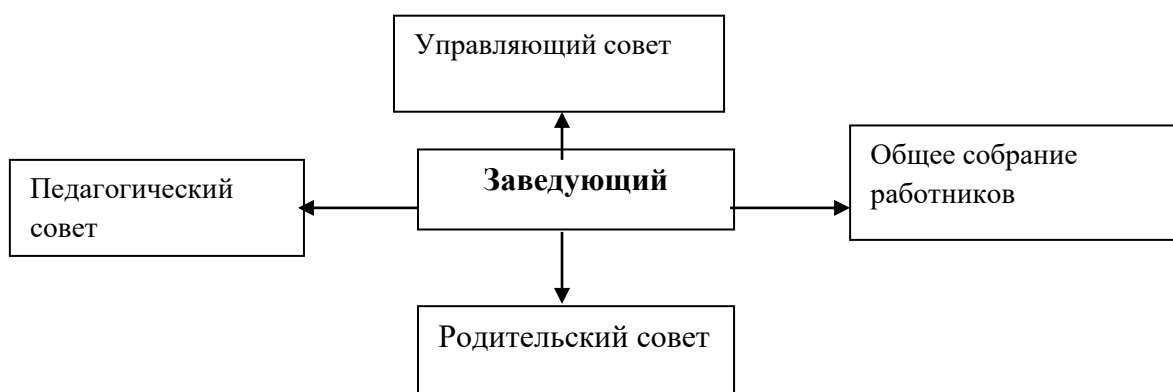 Управляющий совет
Общее собрание
работников
Заведующий
Педагогический
совет
Родительский совет